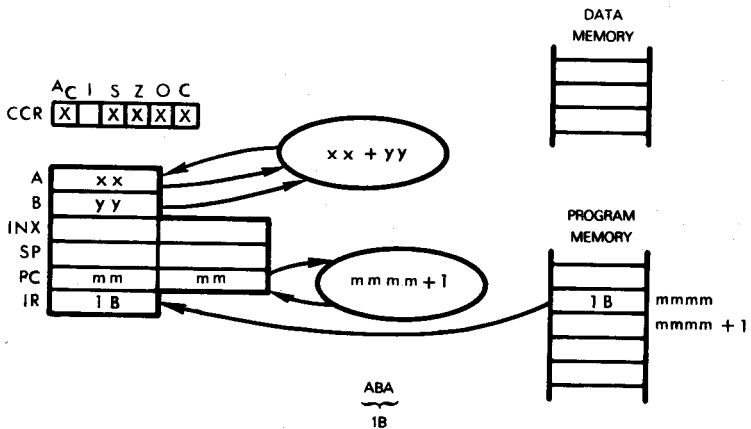 DATA
MEMORY
AC I S Z O C
CCR X X X X X
xx + yy
A xx
B yy
INX
SP
PC mm mm
IR 1B
mmmm + 1
PROGRAM
MEMORY
1B mmmm
mmmm + 1
ABA
1B